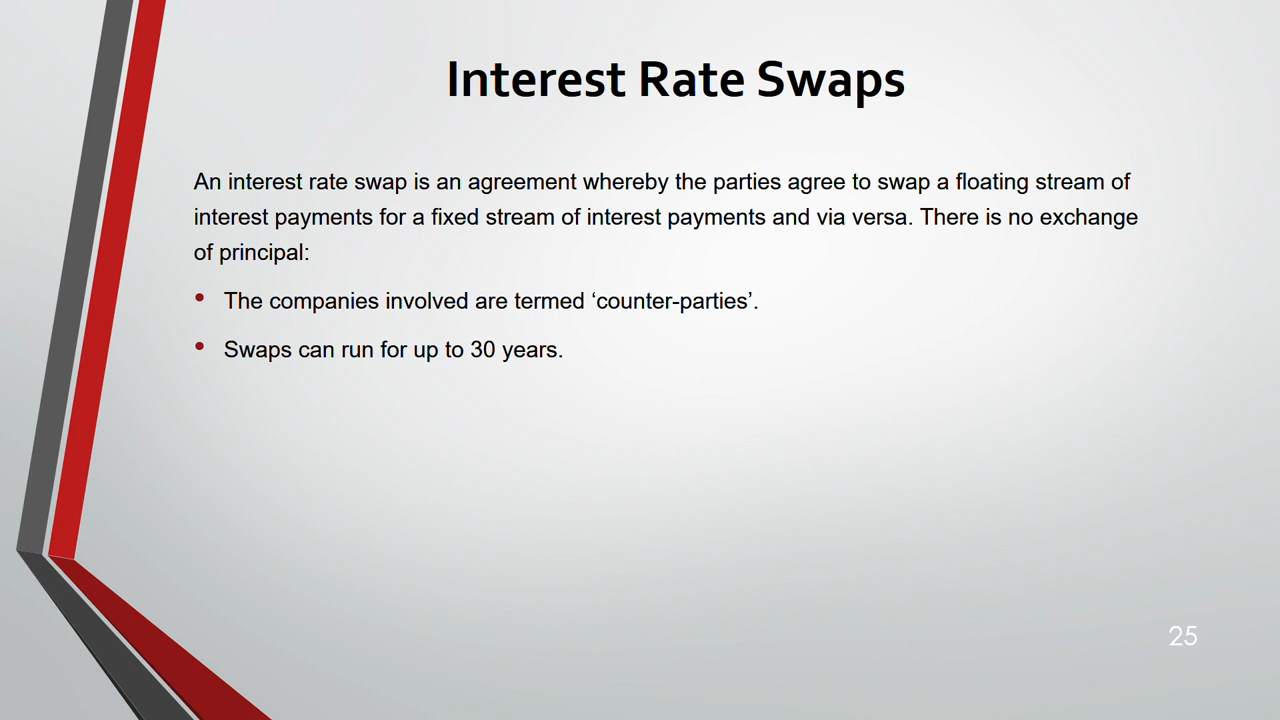 Interest Rate Swaps
An interest rate swap is an agreement whereby the parties agree to swap a floating stream of
interest payments for a fixed stream of interest payments and via versa. There is no exchange
of principal:
• The companies involved are termed ‘counter-parties’.
• Swaps can run for up to 30 years.
25